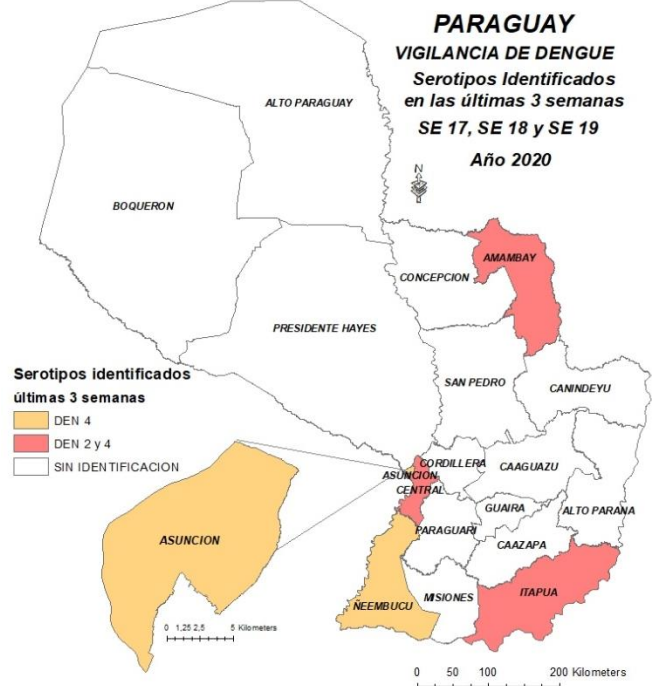 PARAGUAY
VIGILANCIA DE DENGUE
Serotipos Identificados
en las últimas 3 semanas
SE 17, SE 18 y SE 19
Año 2020
N
ALTO PARAGUAY
BOQUERON
CONCEPCION
AMAMBAY
PRESIDENTE HAYES
SAN PEDRO
CANINDEYU
Serotipos identificados
últimas 3 semanas
DEN 4
DEN 2 y 4
SIN IDENTIFICACION
CORDILLERA
ASUNCION
CENTRAL
CAAGUAZU
GUAIRA
ALTO PARANA
PARAGUARI
CAAZAPA
ASUNCION
ÑEEMBUCU
MISIONES
ITAPUA
0 1,25 2,5 5 Kilometers
0 50 100 200 Kilometers